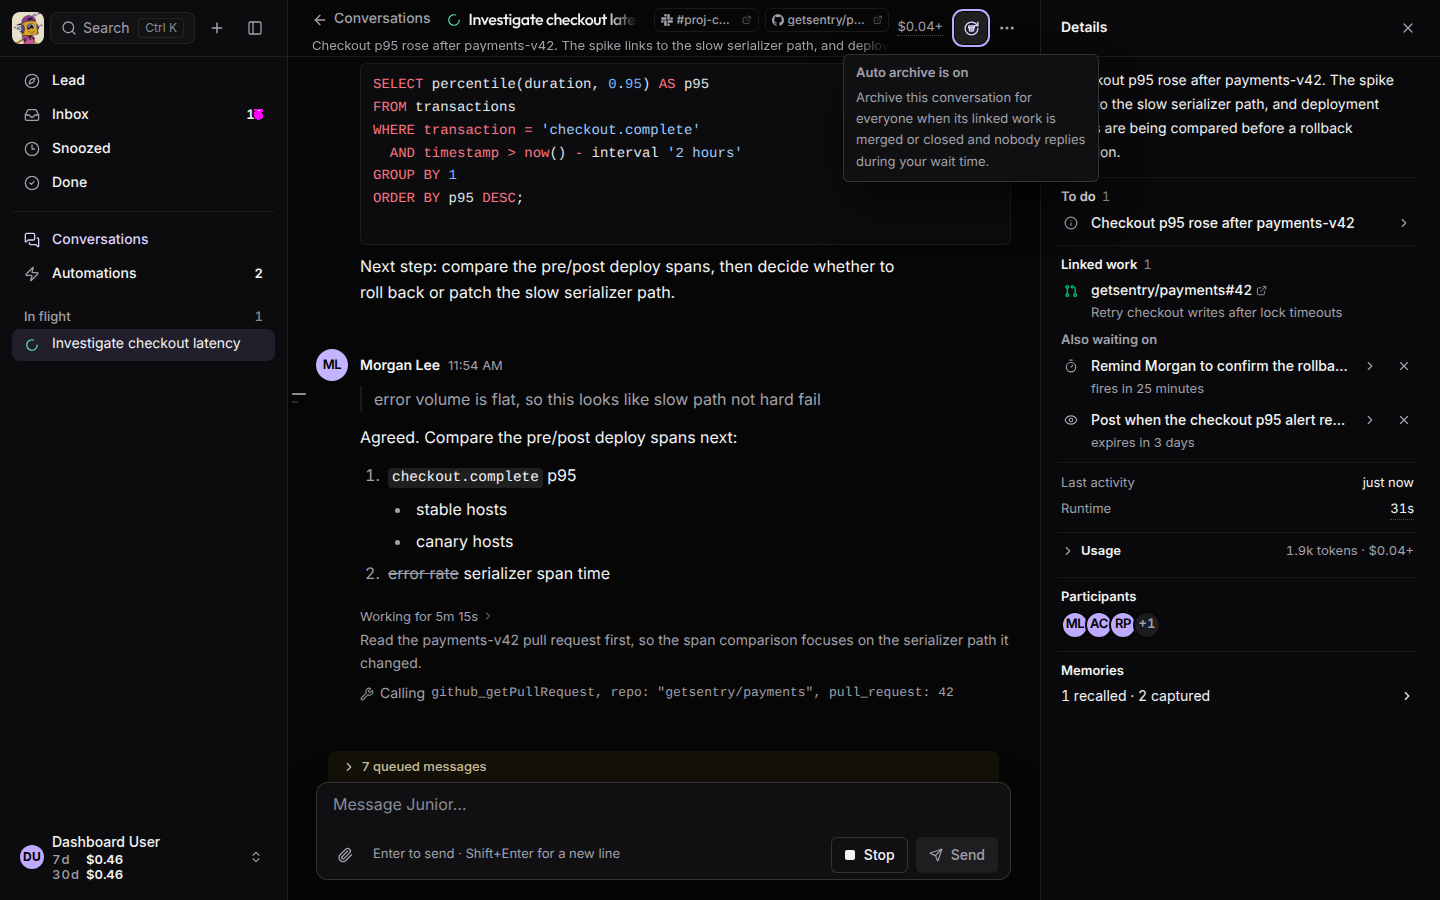 Search
Ctrl K
Lead
Inbox
Snoozed
Done
Conversations
Automations
2
In flight
1
Investigate checkout latency
Dashboard User
7d $0.46
30d $0.46
DU
Conversations
Investigate checkout late
#proj-c...
getsentry/p...
$0.04+
Checkout p95 rose after payments-v42. The spike links to the slow serializer path, and deplo
Auto archive is on
Archive this conversation for
everyone when its linked work is
merged or closed and nobody replies
during your wait time.
SELECT percentile(duration, 0.95) AS p95
FROM transactions
WHERE transaction = 'checkout.complete'
AND timestamp > now() - interval '2 hours'
GROUP BY 1
ORDER BY p95 DESC;
Next step: compare the pre/post deploy spans, then decide whether to
roll back or patch the slow serializer path.
ML
Morgan Lee 11:54 AM
error volume is flat, so this looks like slow path not hard fail
Agreed. Compare the pre/post deploy spans next:
1. checkout.complete p95
• stable hosts
• canary hosts
2. error rate serializer span time
Working for 5m 15s
Read the payments-v42 pull request first, so the span comparison focuses on the serializer path it
changed.
Calling github_getPullRequest, repo: "getsentry/payments", pull_request: 42
7 queued messages
Message Junior...
Enter to send · Shift+Enter for a new line
Stop
Send
Details
kout p95 rose after payments-v42. The spike
o the slow serializer path, and deployment
are being compared before a rollback
on.
To do 1
Checkout p95 rose after payments-v42
Linked work 1
getsentry/payments#42
Retry checkout writes after lock timeouts
Also waiting on
Remind Morgan to confirm the rollba...
fires in 25 minutes
Post when the checkout p95 alert re...
expires in 3 days
Last activity just now
Runtime 31s
Usage 1.9k tokens · $0.04+
Participants
ML AC RP +1
Memories
1 recalled · 2 captured